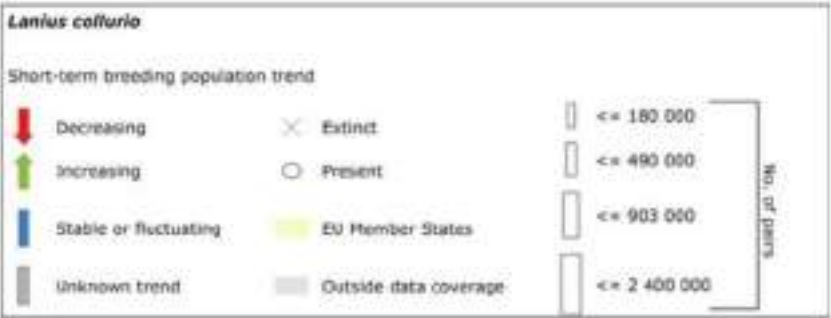 Lanius collurio
Short-term breeding population trend
Decreasing
Extinct
<= 180 000
Increasing
Present
<= 490 000
Stable or fluctuating
EU Member States
<= 903 000
Unknown trend
Outside data coverage
<= 2 400 000
No. of pairs